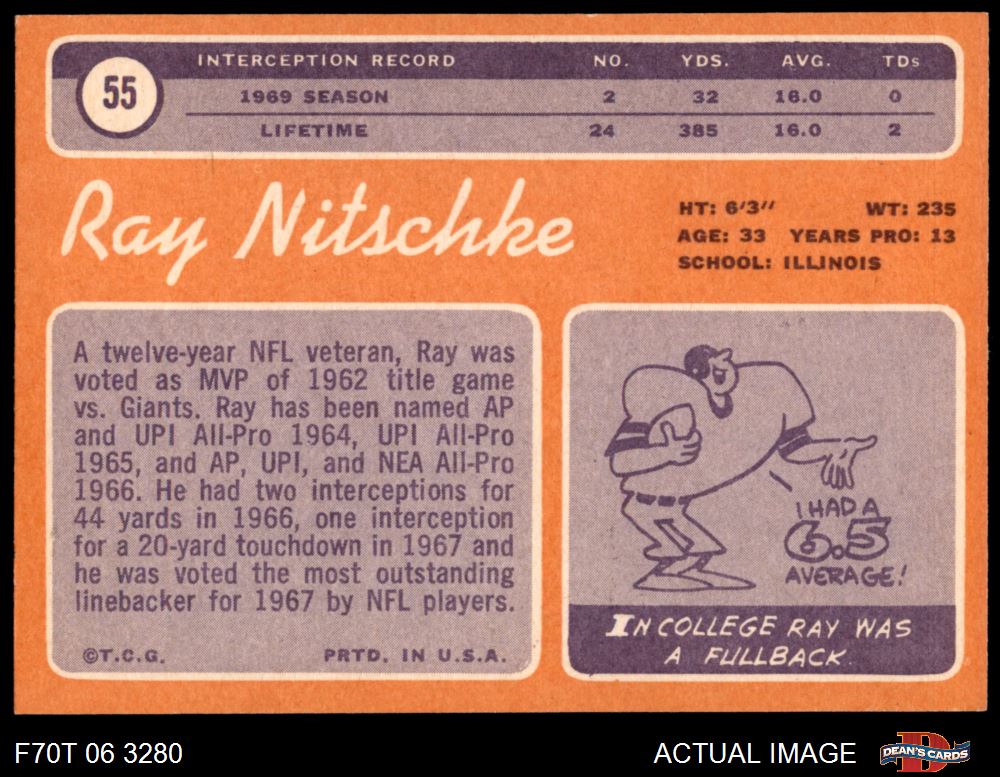 55
INTERCEPTION RECORD NO. YDS. AVG. TDs
1969 SEASON 2 32 16.0 0
LIFETIME 24 385 16.0 2
Ray Nitschke
HT: 6'3" WT: 235
AGE: 33 YEARS PRO: 13
SCHOOL: ILLINOIS
A twelve-year NFL veteran, Ray was
voted as MVP of 1962 title game
vs. Giants. Ray has been named AP
and UPI All-Pro 1964, UPI All-Pro
1965, and AP, UPI, and NEA All-Pro
1966. He had two interceptions for
44 yards in 1966, one interception
for a 20-yard touchdown in 1967 and
he was voted the most outstanding
linebacker for 1967 by NFL players.
©T.C.G. PRTD. IN U.S.A.
I HAD A
6.5
AVERAGE!
IN COLLEGE RAY WAS
A FULLBACK.
F70T 06 3280 ACTUAL IMAGE
D
DEAN'S CARDS